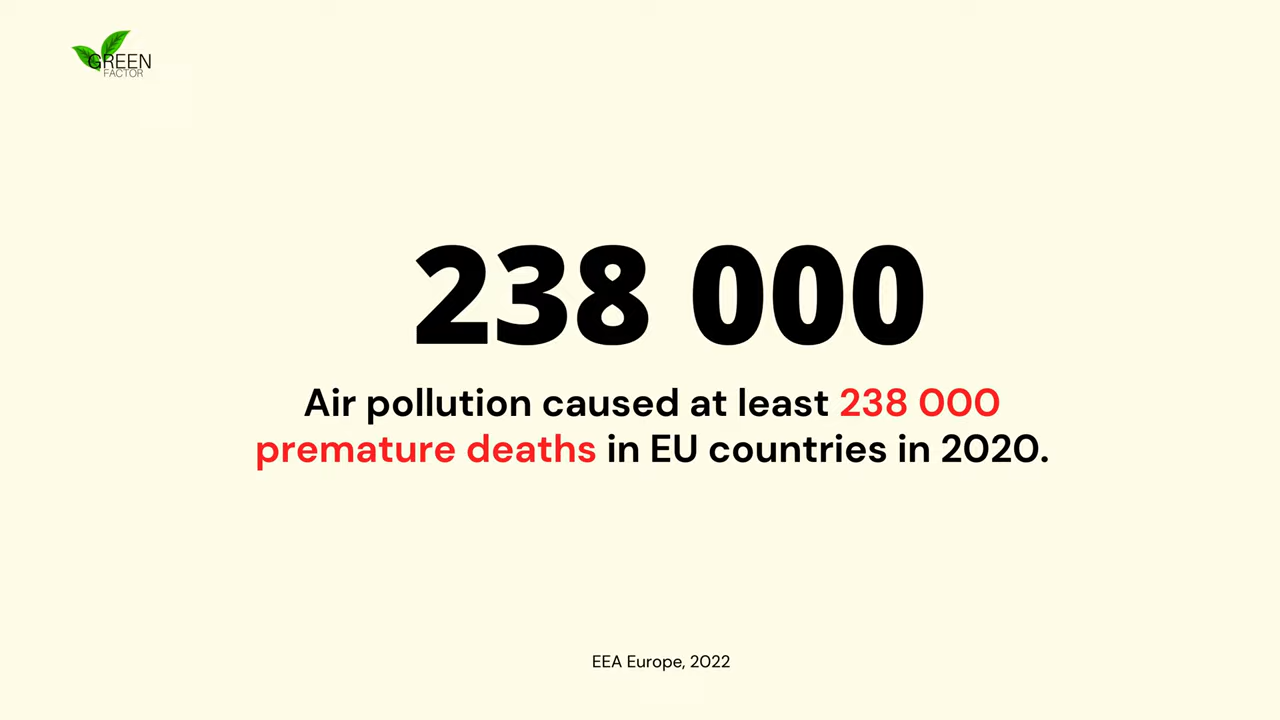 GREEN
FACTOR
238 000
Air pollution caused at least 238 000
premature deaths in EU countries in 2020.
EEA Europe, 2022